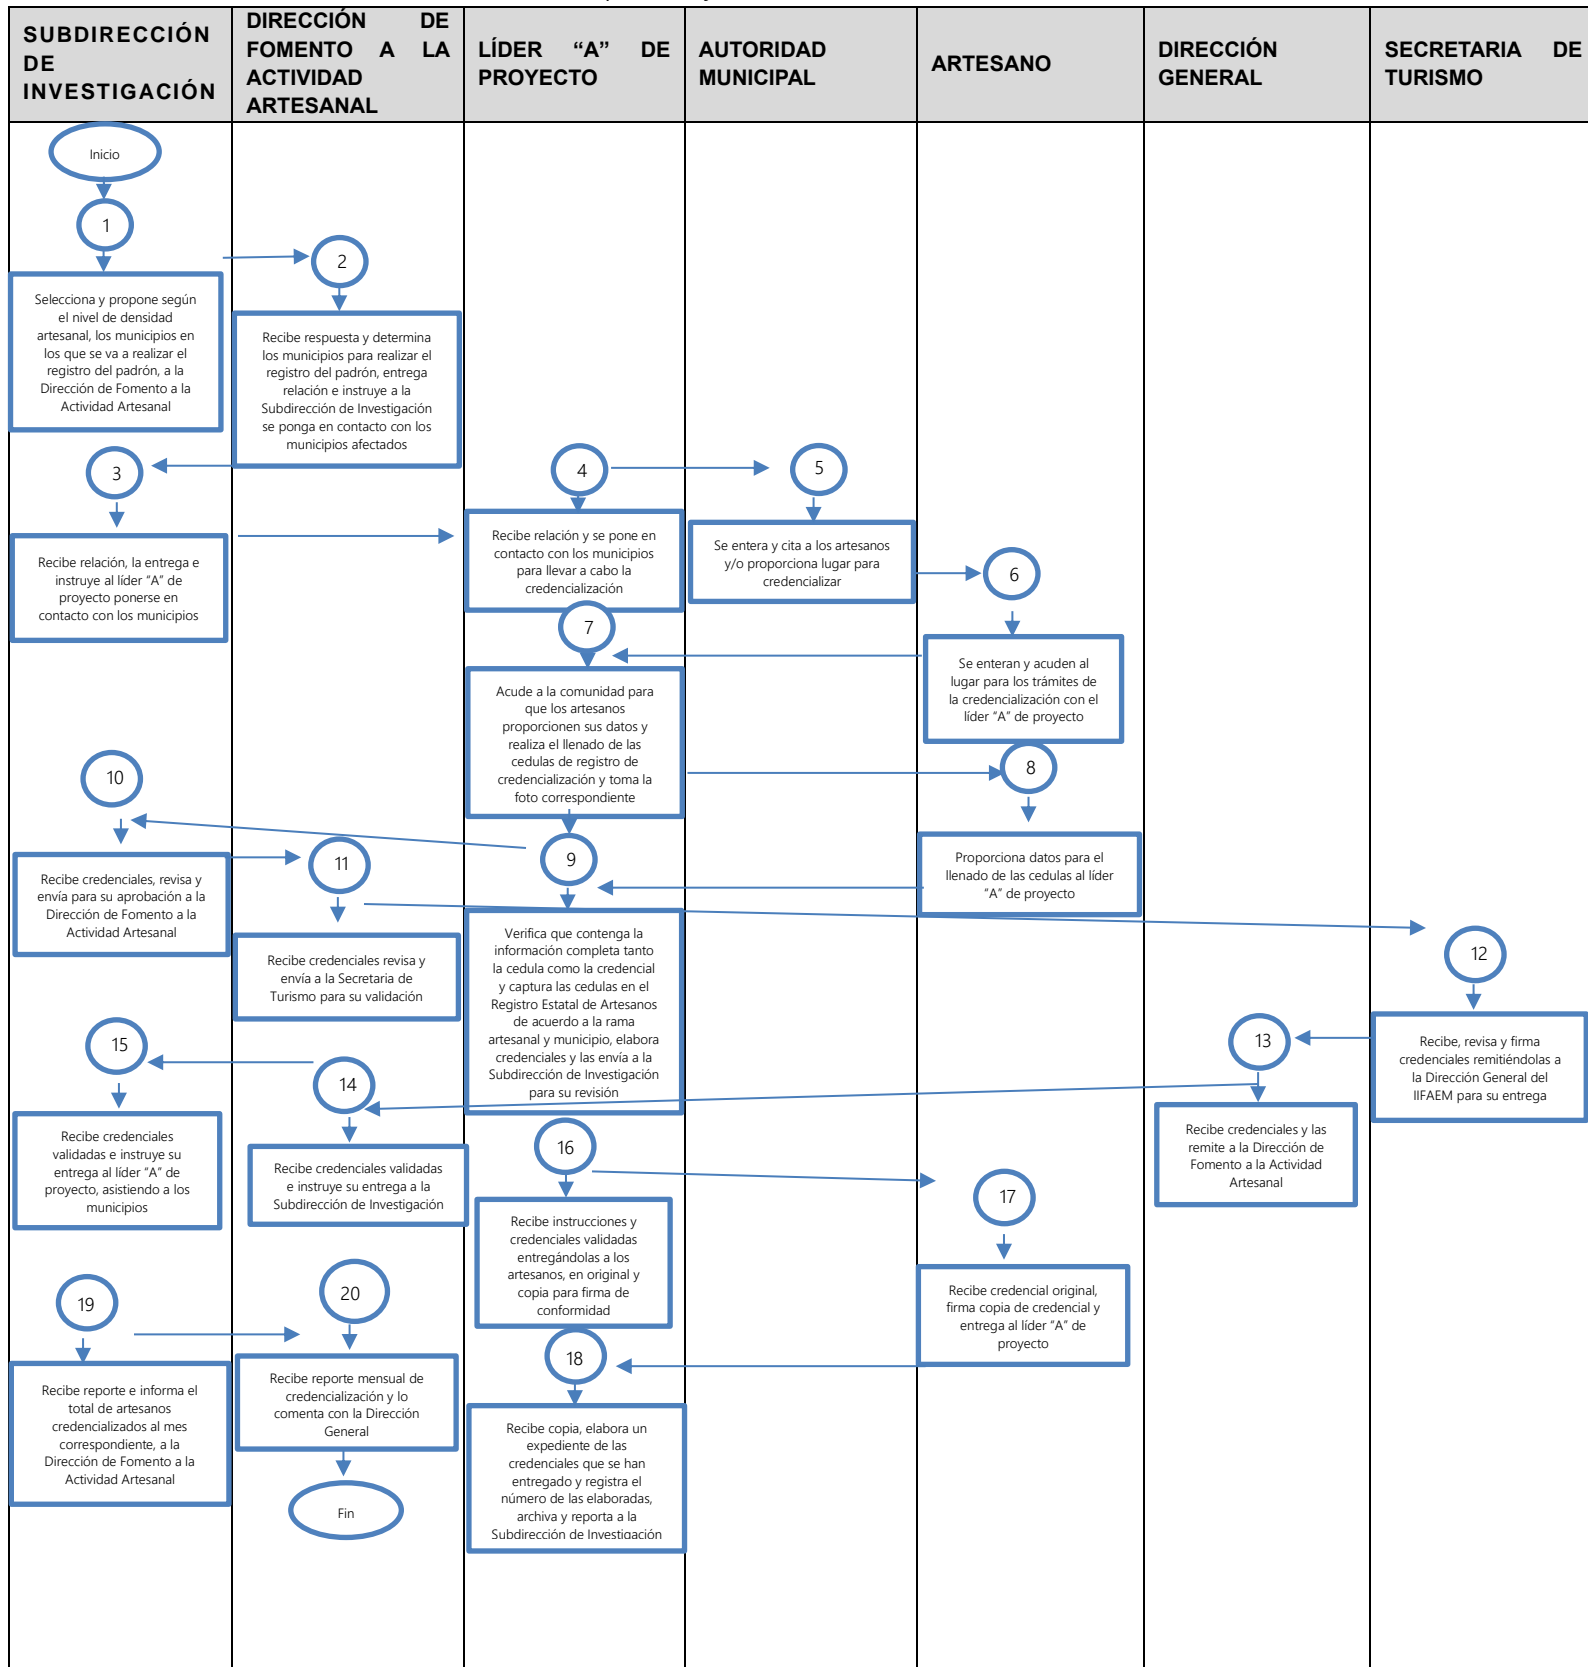 SUBDIRECCIÓN
DE
INVESTIGACIÓN
DIRECCIÓN DE
FOMENTO A LA
ACTIVIDAD
ARTESANAL
LÍDER “A” DE
PROYECTO
AUTORIDAD
MUNICIPAL
ARTESANO
DIRECCIÓN
GENERAL
SECRETARIA DE
TURISMO
Inicio
1
Selecciona y propone según
el nivel de densidad
artesanal, los municipios en
los que se va a realizar el
registro del padrón, a la
Dirección de Fomento a la
Actividad Artesanal
2
Recibe respuesta y determina
los municipios para realizar el
registro del padrón, entrega
relación e instruye a la
Subdirección de Investigación
se ponga en contacto con los
municipios afectados
3
Recibe relación, la entrega e
instruye al líder “A” de
proyecto ponerse en
contacto con los municipios
4
Recibe relación y se pone en
contacto con los municipios
para llevar a cabo la
credencialización
5
Se entera y cita a los artesanos
y/o proporciona lugar para
credencializar
6
Se enteran y acuden al
lugar para los trámites de
la credencialización con el
líder “A” de proyecto
7
Acude a la comunidad para
que los artesanos
proporcionen sus datos y
realiza el llenado de las
cedulas de registro de
credencialización y toma la
foto correspondiente
8
Proporciona datos para el
llenado de las cedulas al líder
“A” de proyecto
9
Verifica que contenga la
información completa tanto
la cedula como la credencial
y captura las cedulas en el
Registro Estatal de Artesanos
de acuerdo a la rama
artesanal y municipio, elabora
credenciales y las envía a la
Subdirección de Investigación
para su revisión
10
Recibe credenciales, revisa y
envía para su aprobación a la
Dirección de Fomento a la
Actividad Artesanal
11
Recibe credenciales revisa y
envía a la Secretaria de
Turismo para su validación
12
Recibe, revisa y firma
credenciales remitiéndolas a
la Dirección General del
IIFAEM para su entrega
13
Recibe credenciales y las
remite a la Dirección de
Fomento a la Actividad
Artesanal
14
Recibe credenciales validadas
e instruye su entrega a la
Subdirección de Investigación
15
Recibe credenciales
validadas e instruye su
entrega al líder “A” de
proyecto, asistiendo a los
municipios
16
Recibe instrucciones y
credenciales validadas
entregándolas a los
artesanos, en original y
copia para firma de
conformidad
17
Recibe credencial original,
firma copia de credencial y
entrega al líder “A” de
proyecto
18
Recibe copia, elabora un
expediente de las
credenciales que se han
entregado y registra el
número de las elaboradas,
archiva y reporta a la
Subdirección de Investigación
19
Recibe reporte e informa el
total de artesanos
credencializados al mes
correspondiente, a la
Dirección de Fomento a la
Actividad Artesanal
20
Recibe reporte mensual de
credencialización y lo
comenta con la Dirección
General
Fin